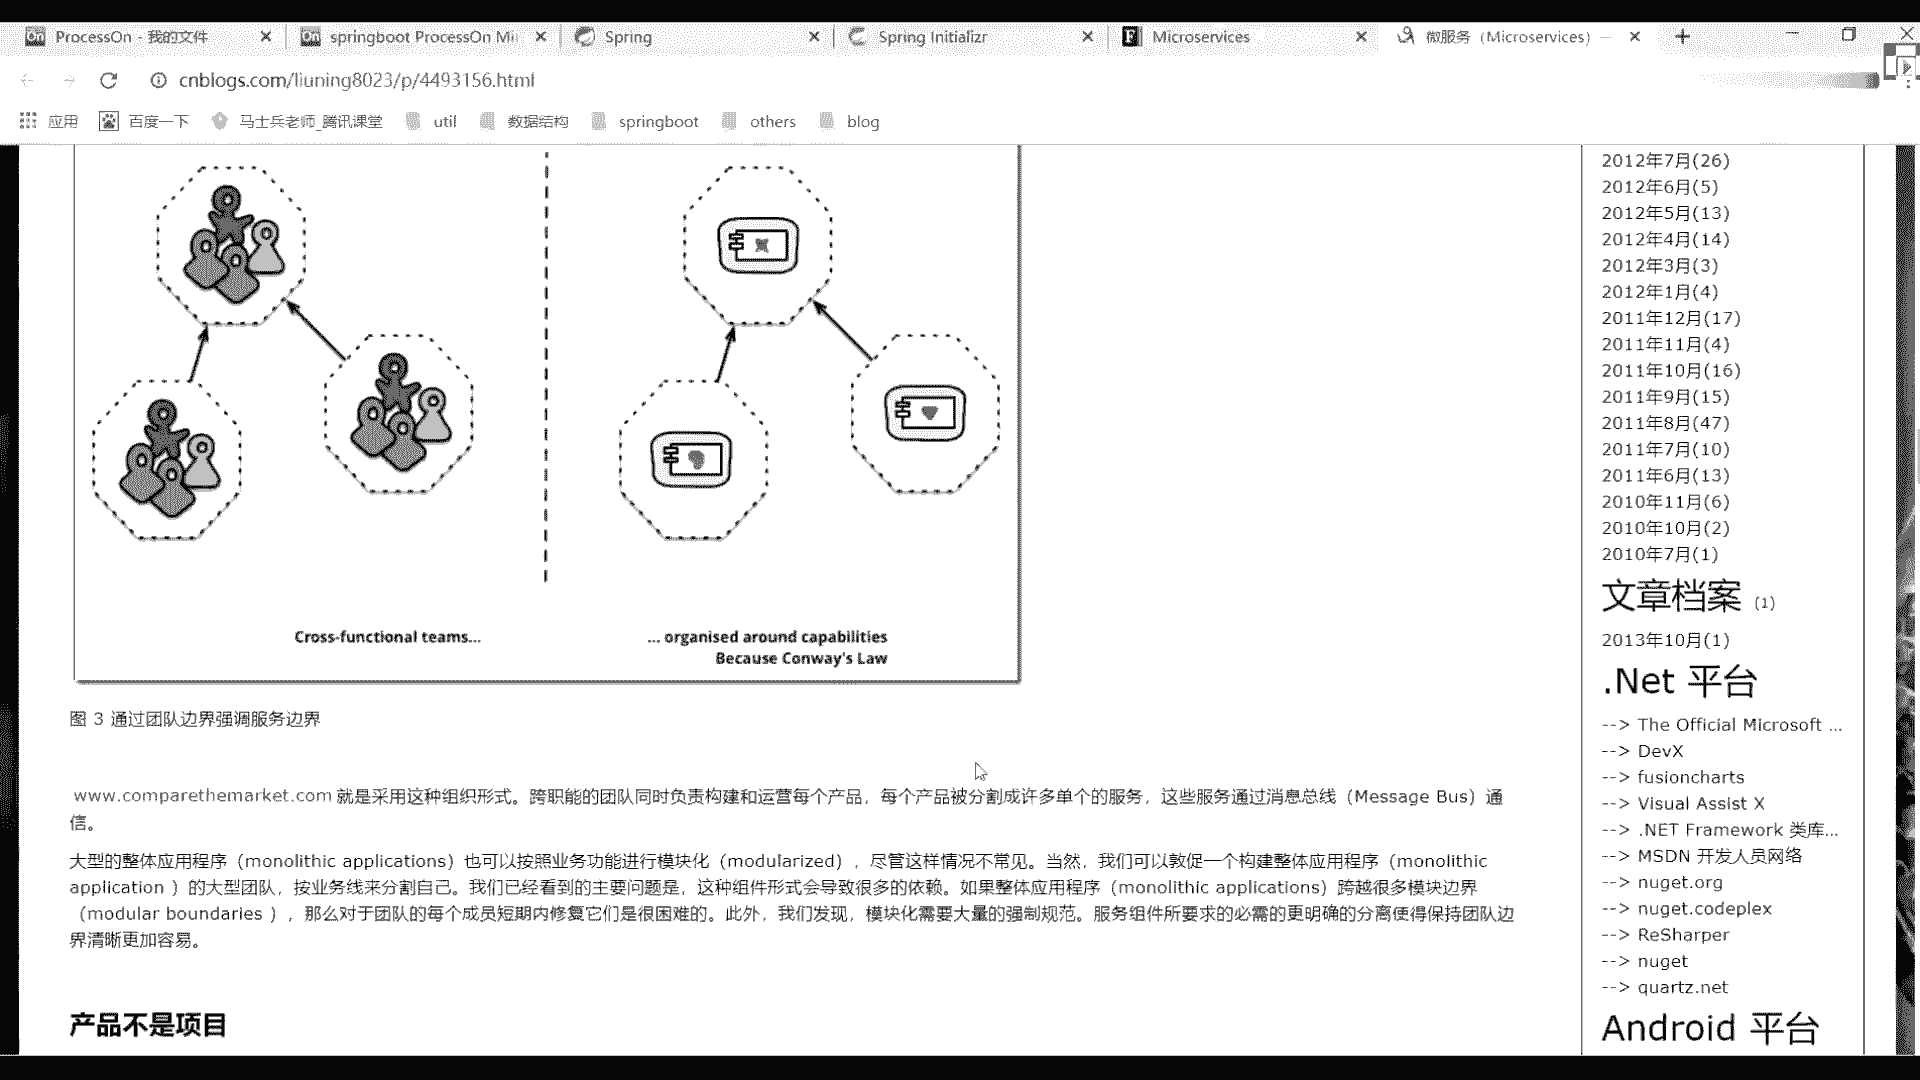 ProcessOn - 我的文件
springboot ProcessOn Mi
Spring
Spring Initializr
Microservices
微服务（Microservices）—
cnblogs.com/liuning8023/p/4493156.html
应用
百度一下
马士兵老师_腾讯课堂
util
数据结构
springboot
others
blog
Cross-functional teams...
... organised around capabilities
Because Conway's Law
图 3 通过团队边界强调服务边界
www.comparethemarket.com 就是采用这种组织形式。跨职能的团队同时负责构建和运营每个产品，每个产品被分割成许多单个的服务，这些服务通过消息总线（Message Bus）通
信。
大型的整体应用程序（monolithic applications）也可以按照业务功能进行模块化（modularized），尽管这样情况不常见。当然，我们可以敦促一个构建整体应用程序（monolithic
application ）的大型团队，按业务线来分割自己。我们已经看到的主要问题是，这种组件形式会导致很多的依赖。如果整体应用程序（monolithic applications）跨越很多模块边界
（modular boundaries ），那么对于团队的每个成员短期内修复它们是很困难的。此外，我们发现，模块化需要大量的强制规范。服务组件所要求的必需的更明确的分离使得保持团队边
界清晰更加容易。
产品不是项目
2012年7月(26)
2012年6月(5)
2012年5月(13)
2012年4月(14)
2012年3月(3)
2012年1月(4)
2011年12月(17)
2011年11月(4)
2011年10月(16)
2011年9月(15)
2011年8月(47)
2011年7月(10)
2011年6月(13)
2010年11月(6)
2010年10月(2)
2010年7月(1)
文章档案 (1)
2013年10月(1)
.Net 平台
--> The Official Microsoft ...
--> DevX
--> fusioncharts
--> Visual Assist X
--> .NET Framework 类库...
--> MSDN 开发人员网络
--> nuget.org
--> nuget.codeplex
--> ReSharper
--> nuget
--> quartz.net
Android 平台